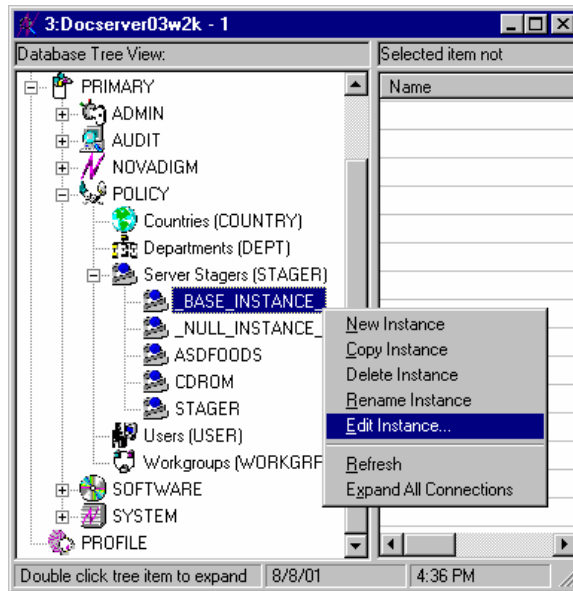 3:Docserver03w2k - 1
Database Tree View:
Selected item not
Name
PRIMARY
ADMIN
AUDIT
NOVADIGM
POLICY
Countries (COUNTRY)
Departments (DEPT)
Server Stagers (STAGER)
_BASE_INSTANCE_
_NULL_INSTANCE_
ASDFOODS
CDROM
STAGER
Users (USER)
Workgroups (WORKGRF
SOFTWARE
SYSTEM
PROFILE
New Instance
Copy Instance
Delete Instance
Rename Instance
Edit Instance...
Refresh
Expand All Connections
Double click tree item to expand
8/8/01
4:36 PM